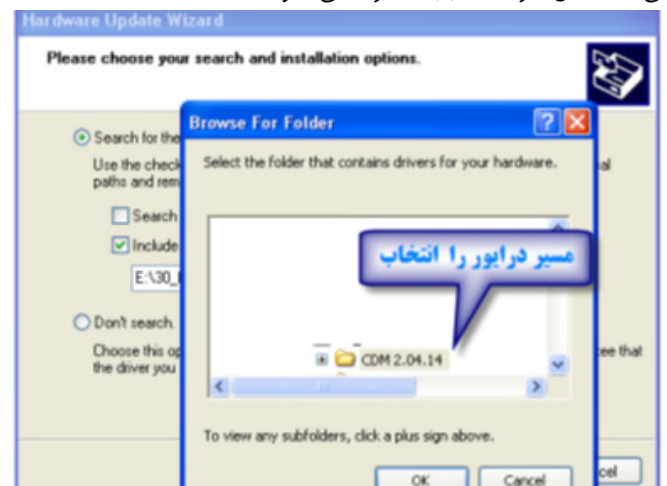 Hardware Update Wizard
Please choose your search and installation options.
Browse For Folder
Search for the
Select the folder that contains drivers for your hardware.
Use the check
al
paths and rem
Search
Include
مسیر درایور را انتخاب
E:\30_
Don't search.
CDM 2.04.14
Choose this op
ee that
the driver you
To view any subfolders, click a plus sign above.
OK
Cancel
cel